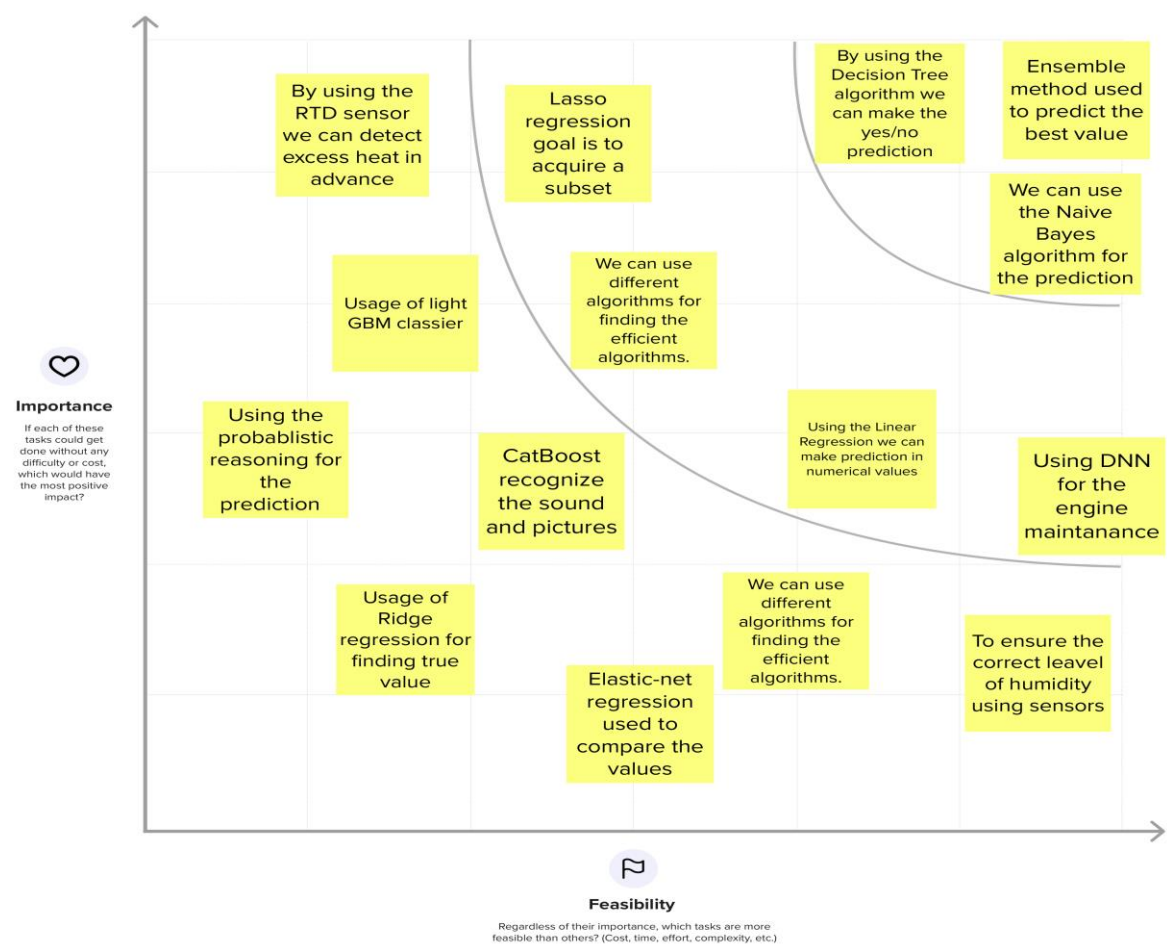 By using the
RTD sensor
we can detect
excess heat in
advance
Lasso
regression
goal is to
acquire a
subset
By using the
Decision Tree
algorithm we
can make the
yes/no
prediction
Ensemble
method used
to predict the
best value
We can use
the Naive
Bayes
algorithm for
the prediction
Usage of light
GBM classier
We can use
different
algorithms for
finding the
efficient
algorithms.
Importance
If each of these
tasks could get
done without any
difficulty or cost,
which would have
the most positive
impact?
Using the
probablistic
reasoning for
the
prediction
CatBoost
recognize
the sound
and pictures
Using the Linear
Regression we can
make prediction in
numerical values
Using DNN
for the
engine
maintanance
Usage of
Ridge
regression for
finding true
value
Elastic-net
regression
used to
compare the
values
We can use
different
algorithms for
finding the
efficient
algorithms.
To ensure the
correct leavel
of humidity
using sensors
Feasibility
Regardless of their importance, which tasks are more
feasible than others? (Cost, time, effort, complexity, etc.)